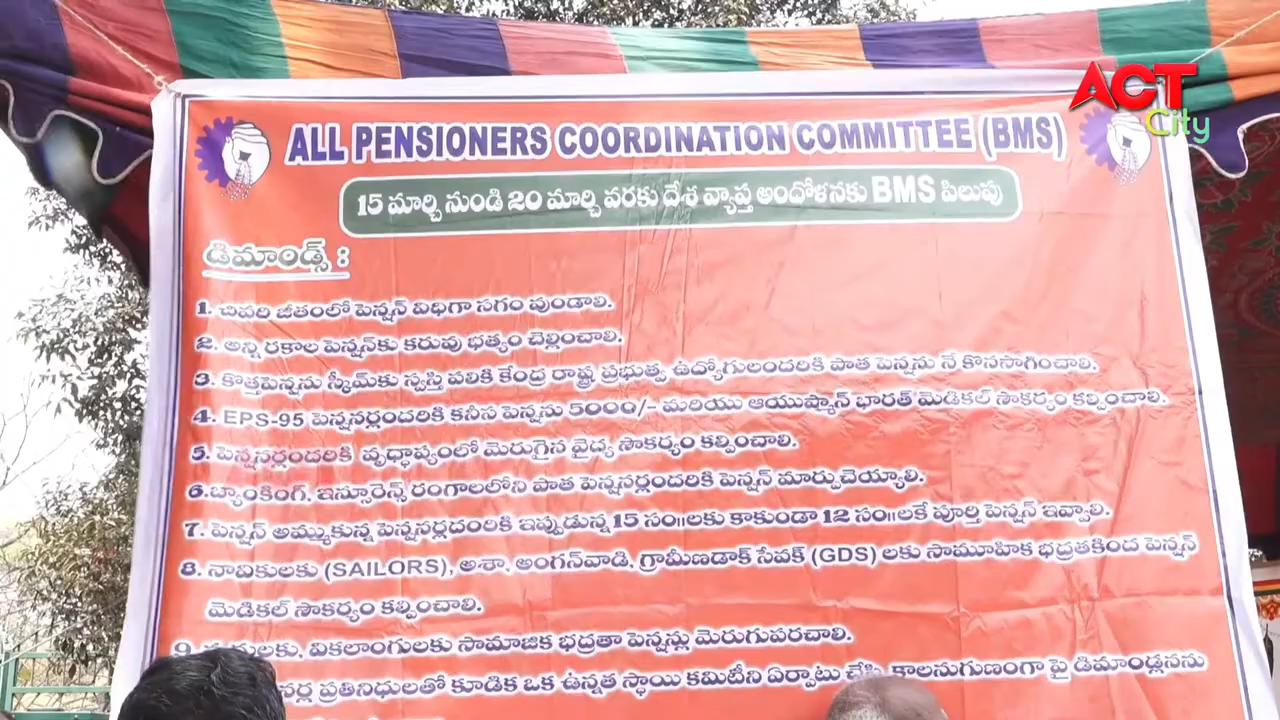 ACT
City
ALL PENSIONERS COORDINATION COMMITTEE (BMS)
15 మార్చి నుండి 20 మార్చి వరకు దేశ వ్యాప్త అందోళనకు BMS పిలుపు
డిమాండ్స్ :
1. చివరి జీతంలో పెన్షన్ విధిగా సగం వుండాలి.
2. అన్ని రకాల పెన్షన్‌కు కరువు భత్యం చెల్లించాలి.
3. కొత్తపెన్షను స్కీమ్‌కు స్వస్తి పలికి కేంద్ర రాష్ట్ర ప్రభుత్వ ఉద్యోగులందరికి పాత పెన్షను నే కొనసాగించాలి.
4. EPS-95 పెన్షనర్లందరికి కనీస పెన్షను 5000/- మరియు ఆయుష్మాన్ భారత్ మెడికల్ సౌకర్యం కల్పించాలి.
5. పెన్షనర్లందరికి వృధ్ధాప్యంలో మెరుగైన వైద్య సౌకర్యం కల్పించాలి.
6.బ్యాంకింగ్, ఇన్సూరెన్స్ రంగాలలోని పాత పెన్షనర్లందరికి పెన్షన్ మార్పుచెయ్యాలి.
7. పెన్షన్ అమ్ముకున్న పెన్షనర్లదంరికి ఇప్పుడున్న 15 సం॥లకు కాకుండా 12 సం॥లకే పూర్తి పెన్షన్ ఇవ్వాలి.
8. నావికులకు (SAILORS), అశా, అంగన్‌వాడి, గ్రామీణడాక్ సేవక్ (GDS) లకు సామూహిక భద్రతకింద పెన్షన్
మెడికల్ సౌకర్యం కల్పించాలి.
9. వికలాంగులకు సామాజిక భద్రతా పెన్షన్లు మెరుగుపరచాలి.
ప్రతినిధులతో కూడిక ఒక ఉన్నత స్థాయి కమిటీని ఏర్పాటు చేసి కాలనుగుణంగా పై డిమాండ్లనను